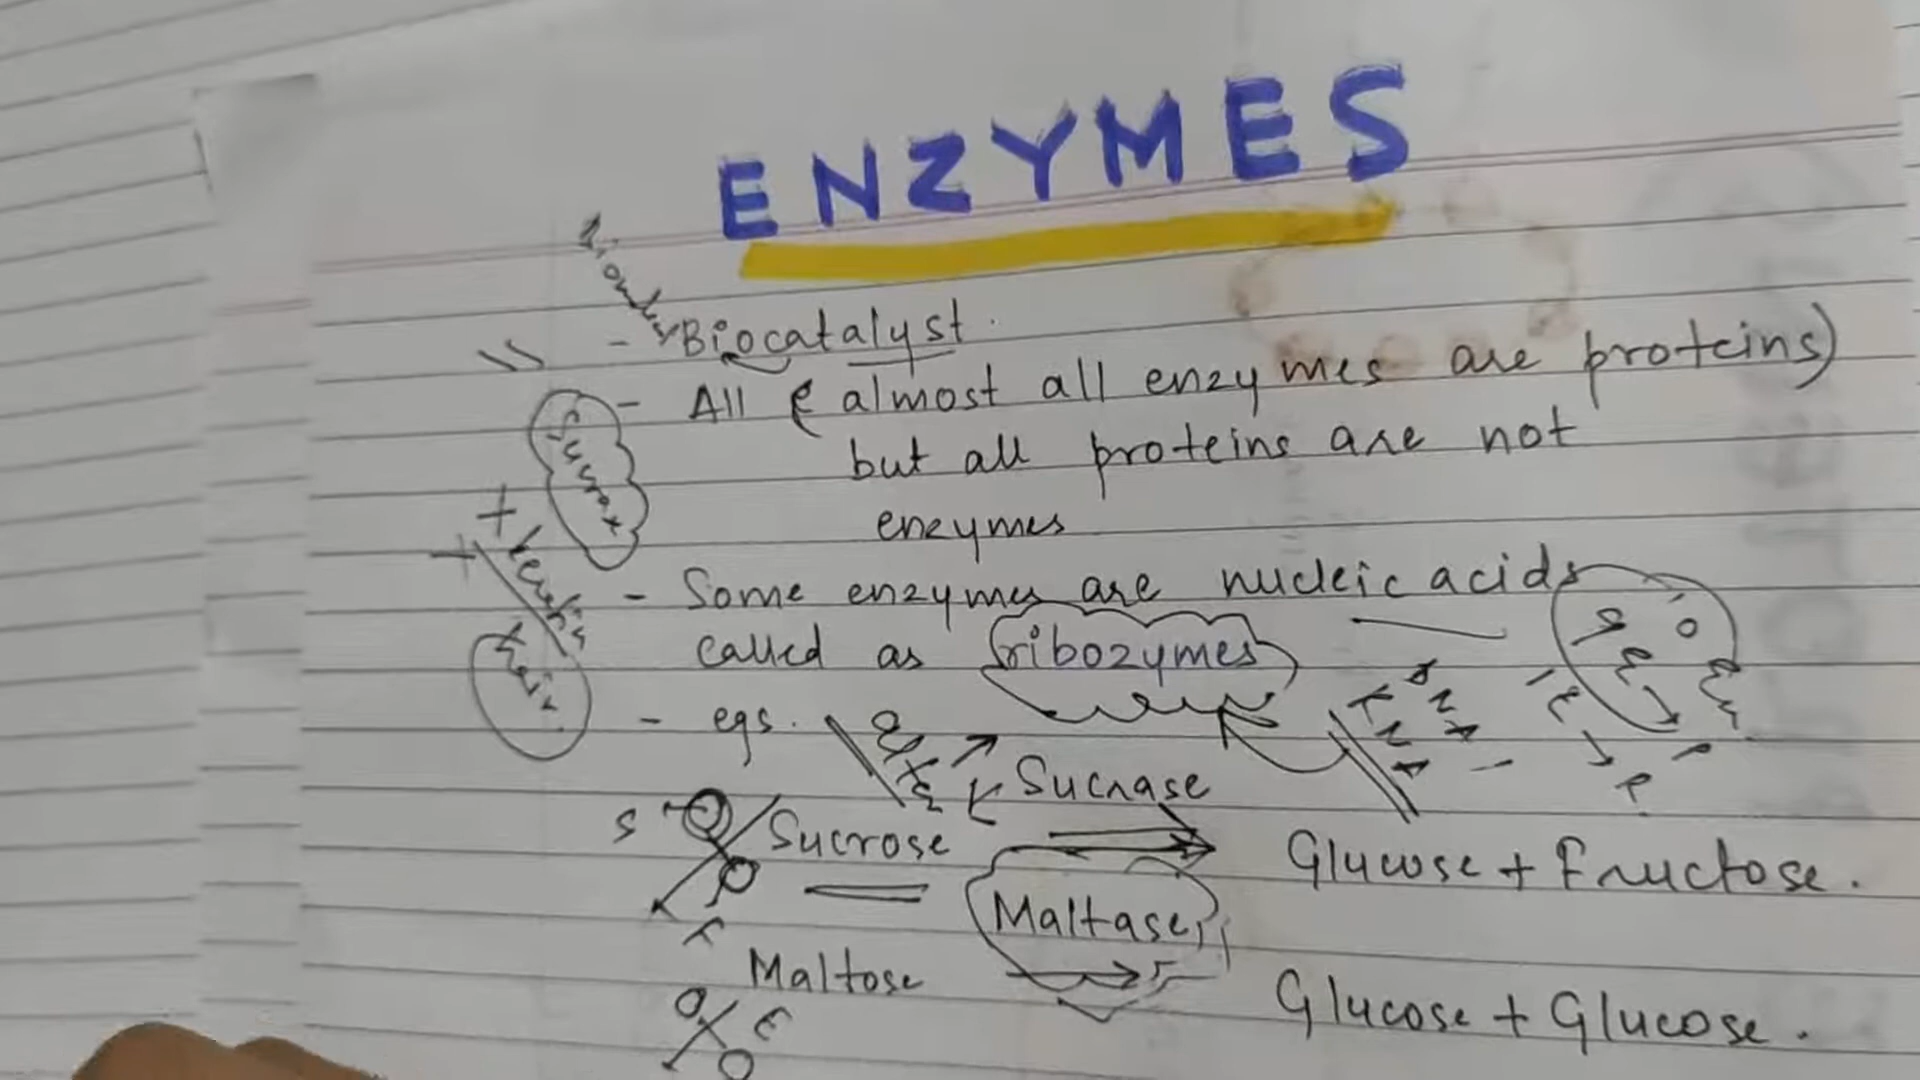 ENZYMES
- Biocatalyst.
- All ( almost all enzymes are proteins)
but all proteins are not
enzymes
- Some enzymes are nucleic acids
called as ribozymes
- egs.
Sucrase
Sucrose → Glucose + Fructose.
Maltase
Maltose → Glucose + Glucose.